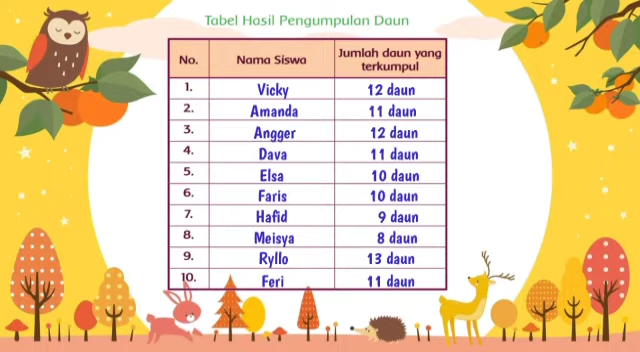 Tabel Hasil Pengumpulan Daun
No. Nama Siswa Jumlah daun yang terkumpul
1. Vicky 12 daun
2. Amanda 11 daun
3. Angger 12 daun
4. Dava 11 daun
5. Elsa 10 daun
6. Faris 10 daun
7. Hafid 9 daun
8. Meisya 8 daun
9. Ryllo 13 daun
10. Feri 11 daun